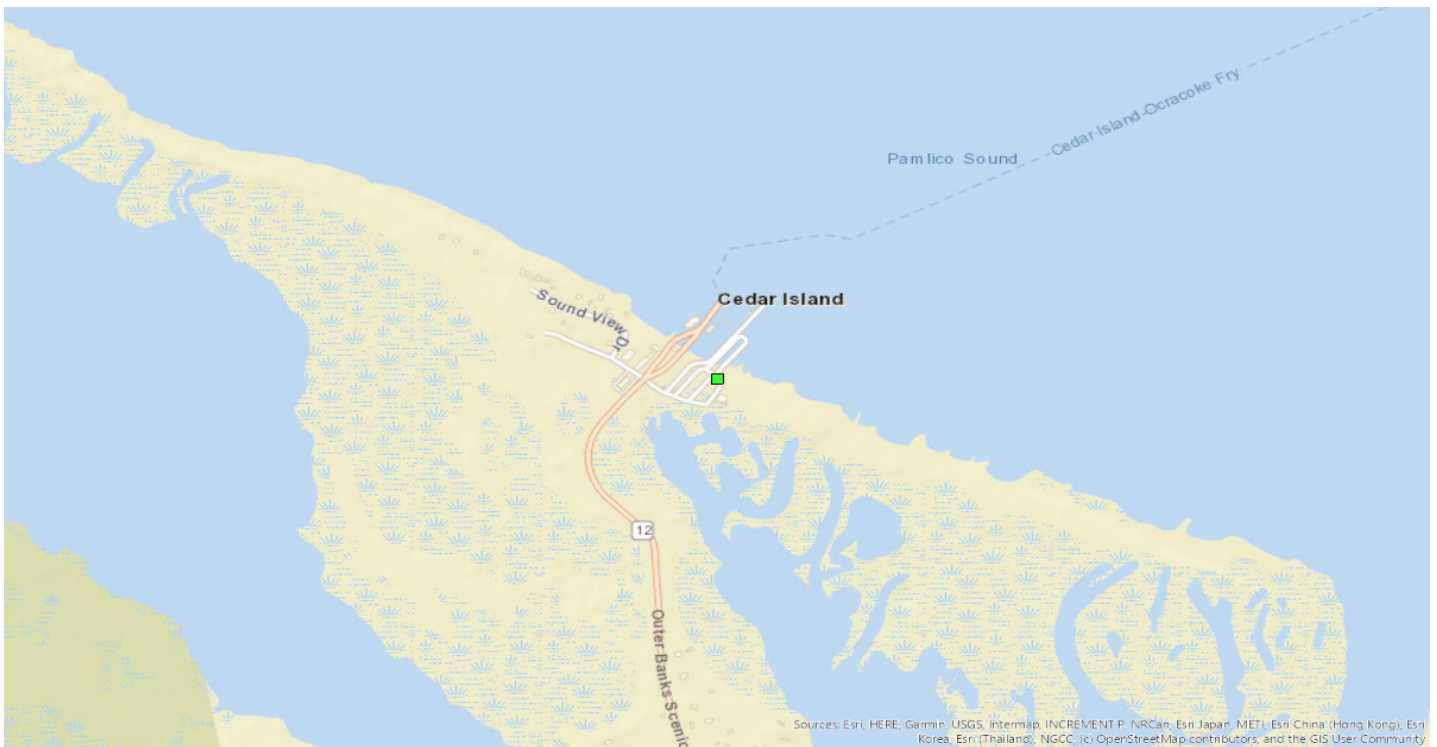 Cedar Island-Ocracoke Fry
Pamlico Sound
Cedar Island
Sound View Dr
12
Outer Banks Scenic
Sources: Esri, HERE, Garmin, USGS, Intermap, INCREMENT P, NRCan, Esri Japan, METI, Esri China (Hong Kong), Esri
Korea, Esri (Thailand), NGCC, (c) OpenStreetMap contributors, and the GIS User Community